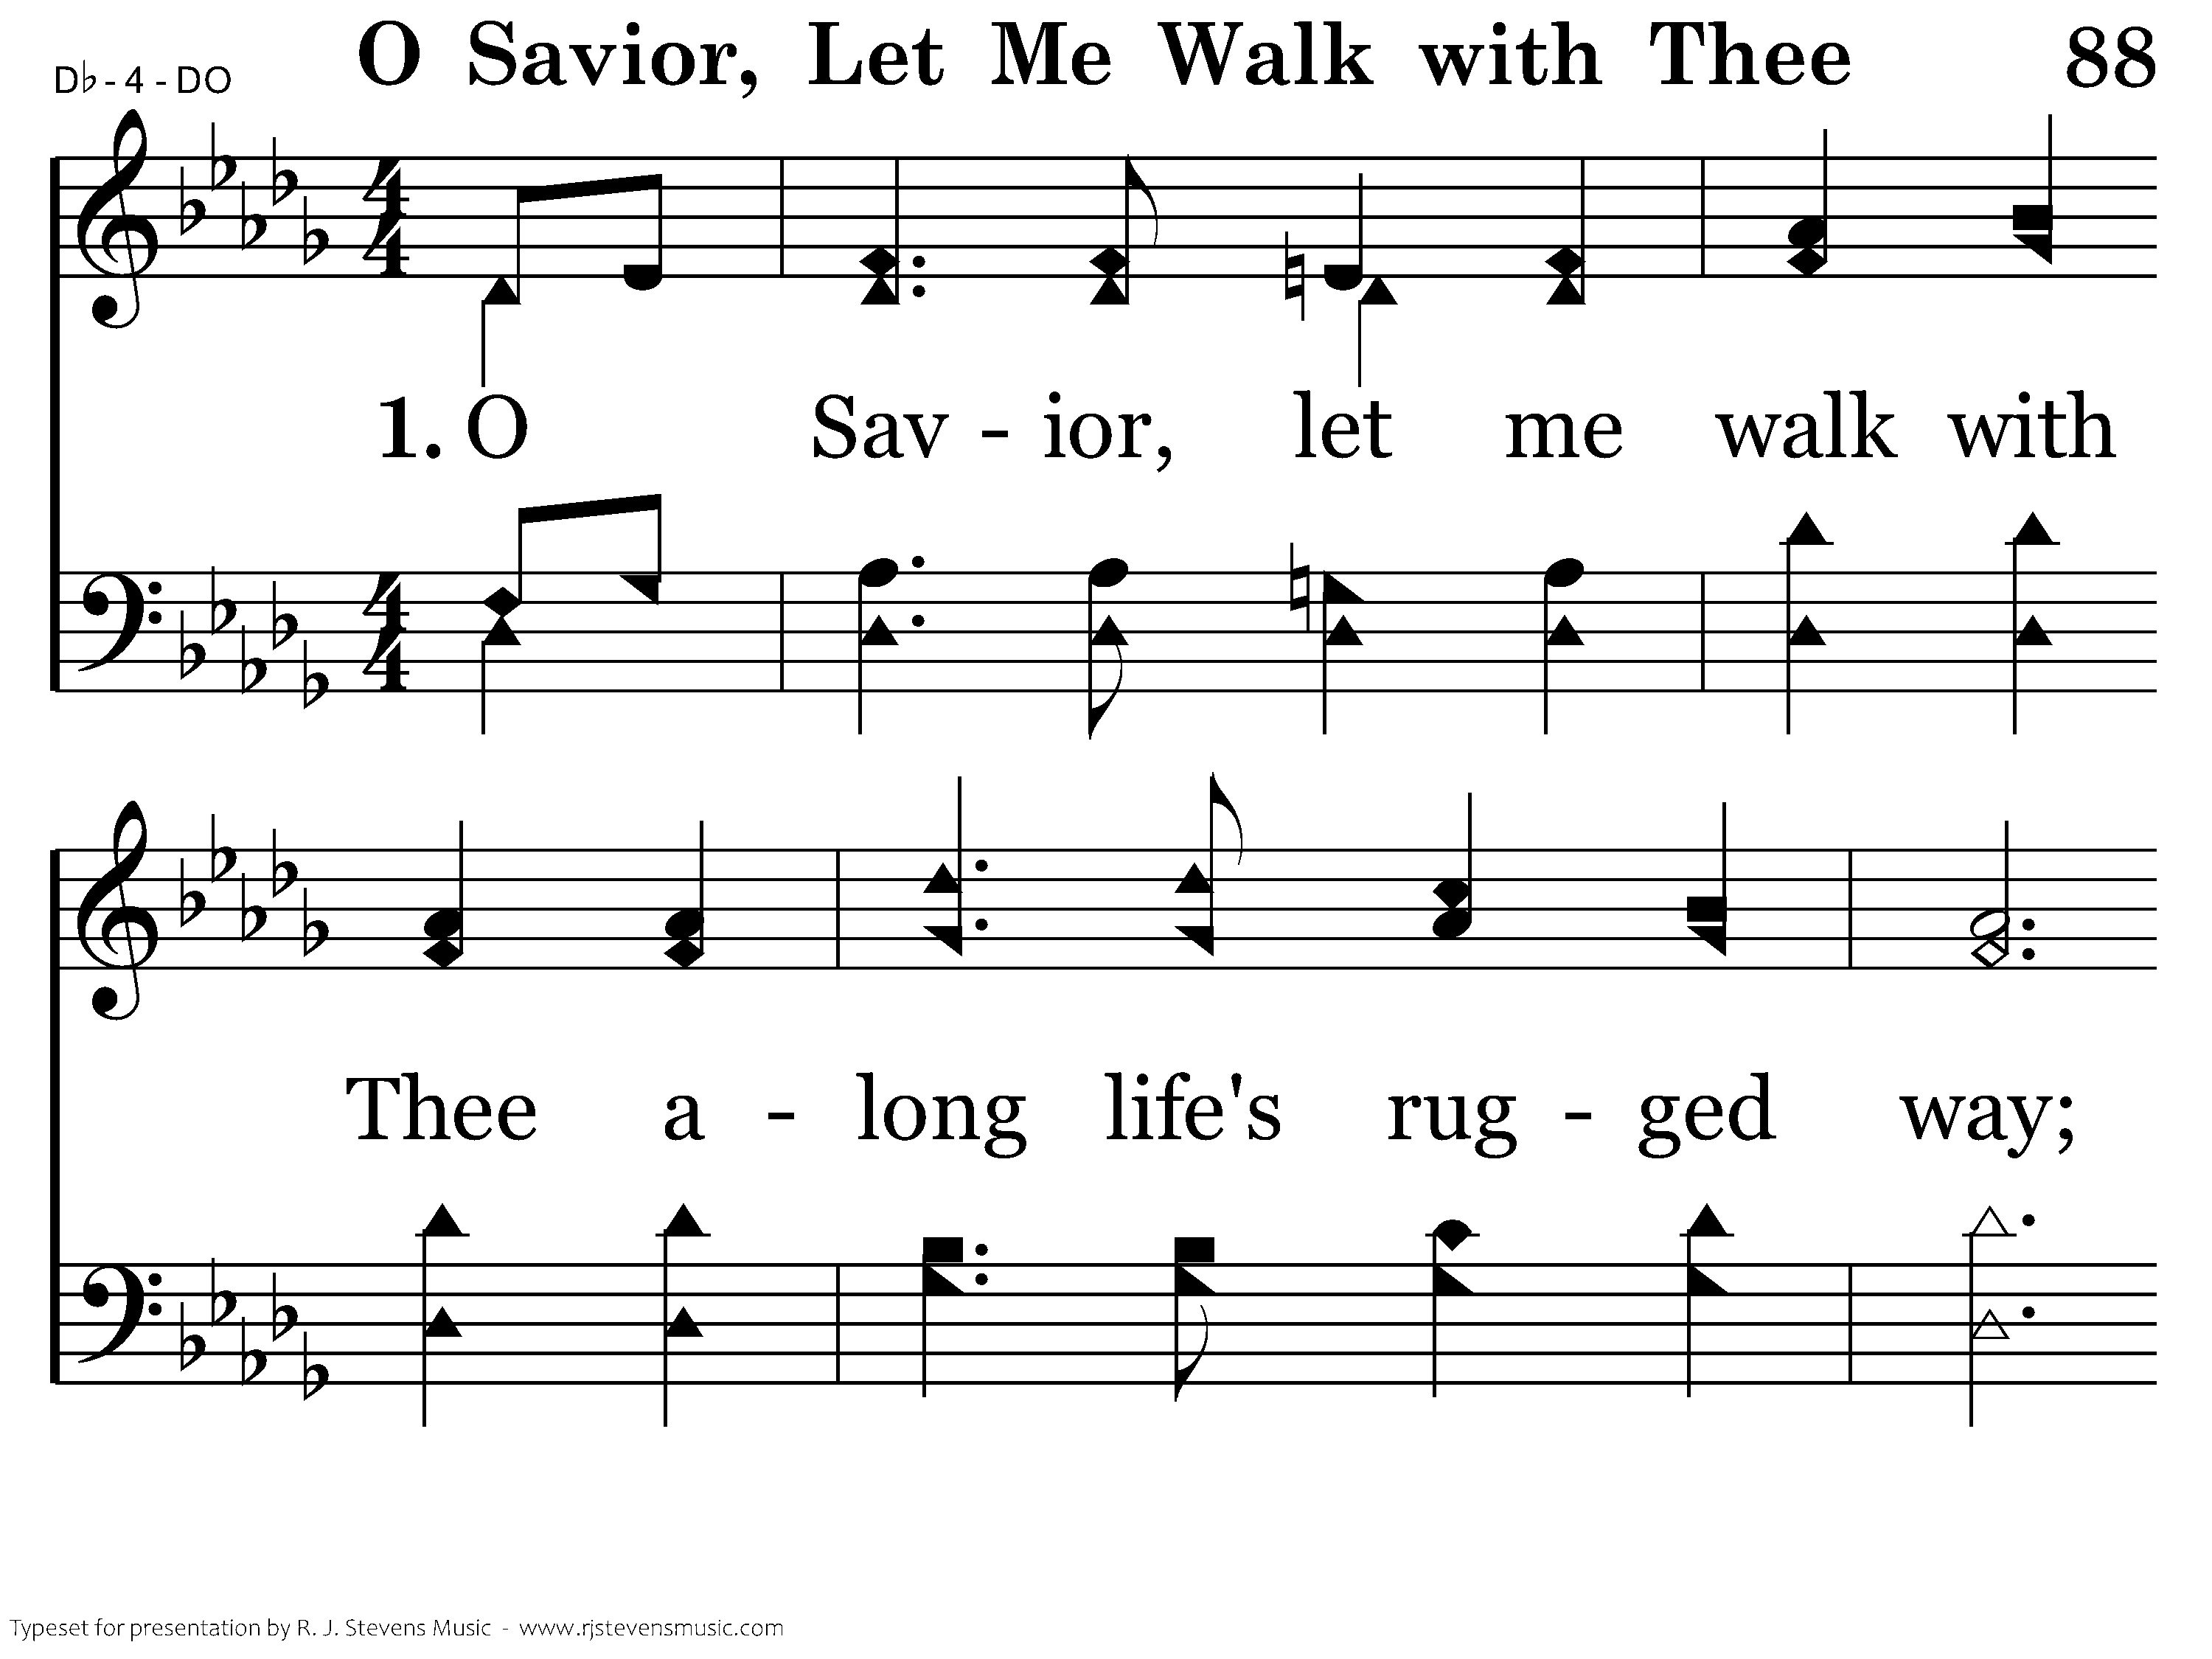 D♭ - 4 - DO O Savior, Let Me Walk with Thee 88
1. O Sav - ior, let me walk with
Thee a - long life's rug - ged way;
Typeset for presentation by R. J. Stevens Music - www.rjstevensmusic.com